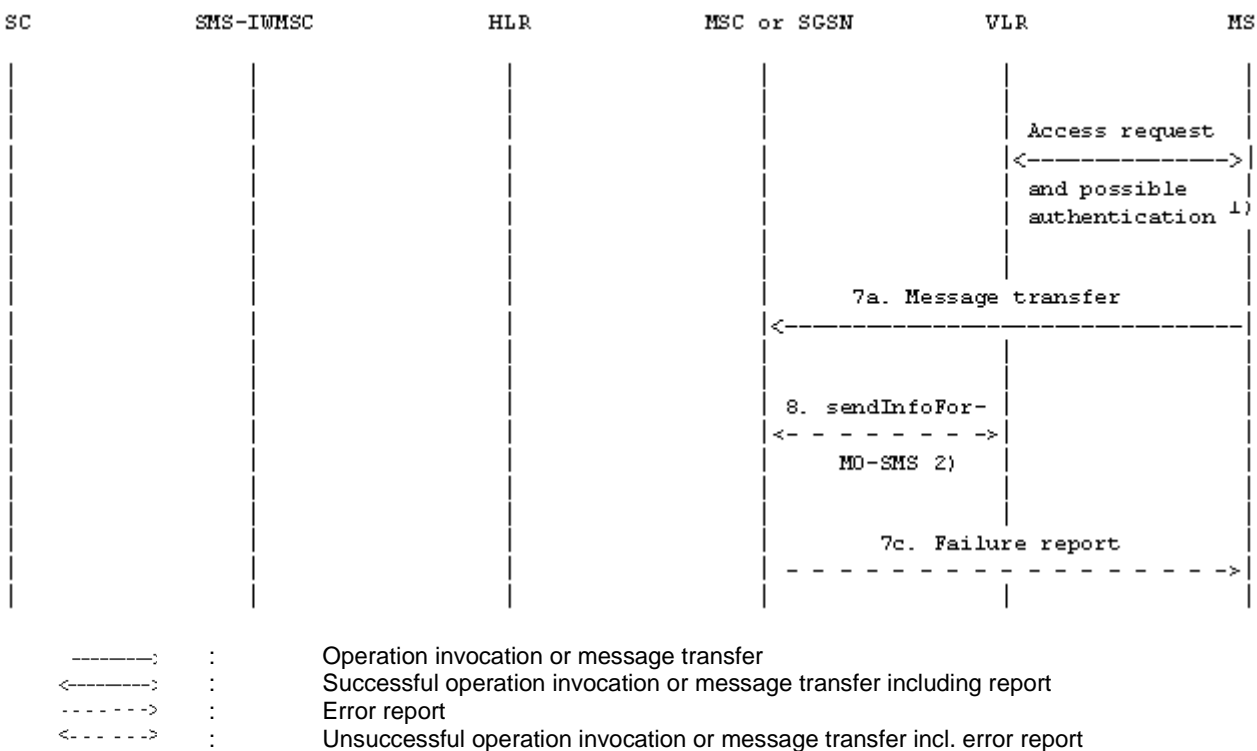 SC SMS-IWMSC HLR MSC or SGSN VLR MS
Access request
and possible
authentication 1)
7a. Message transfer
8. sendInfoFor-
MO-SMS 2)
7c. Failure report
: Operation invocation or message transfer
: Successful operation invocation or message transfer including report
: Error report
: Unsuccessful operation invocation or message transfer incl. error report